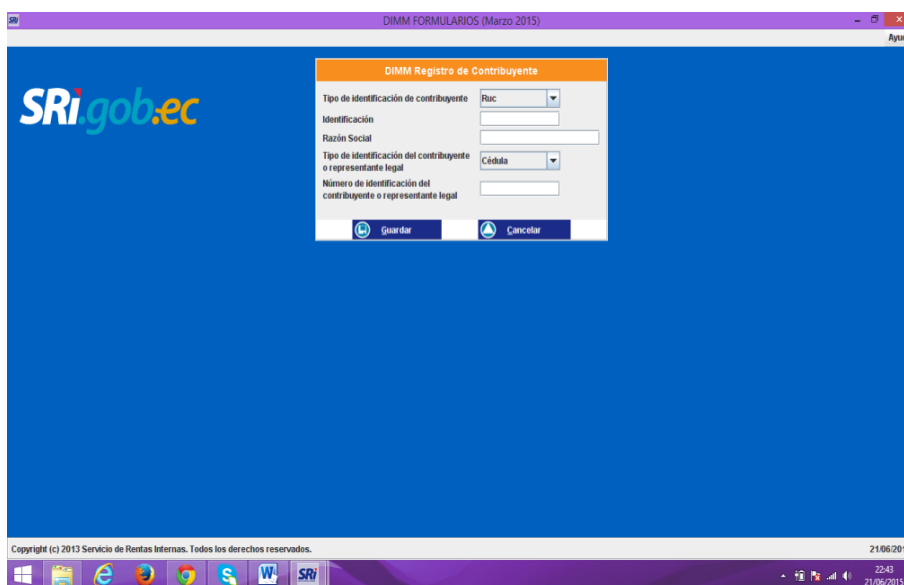 SRi
DIMM FORMULARIOS (Marzo 2015)
Ayu
SRi.gob.ec
DIMM Registro de Contribuyente
Tipo de identificación de contribuyente
Ruc
Identificación
Razón Social
Tipo de identificación del contribuyente
o representante legal
Cédula
Número de identificación del
contribuyente o representante legal
Guardar
Cancelar
Copyright (c) 2013 Servicio de Rentas Internas. Todos los derechos reservados.
21/06/201
SRi
22:43
21/06/2015